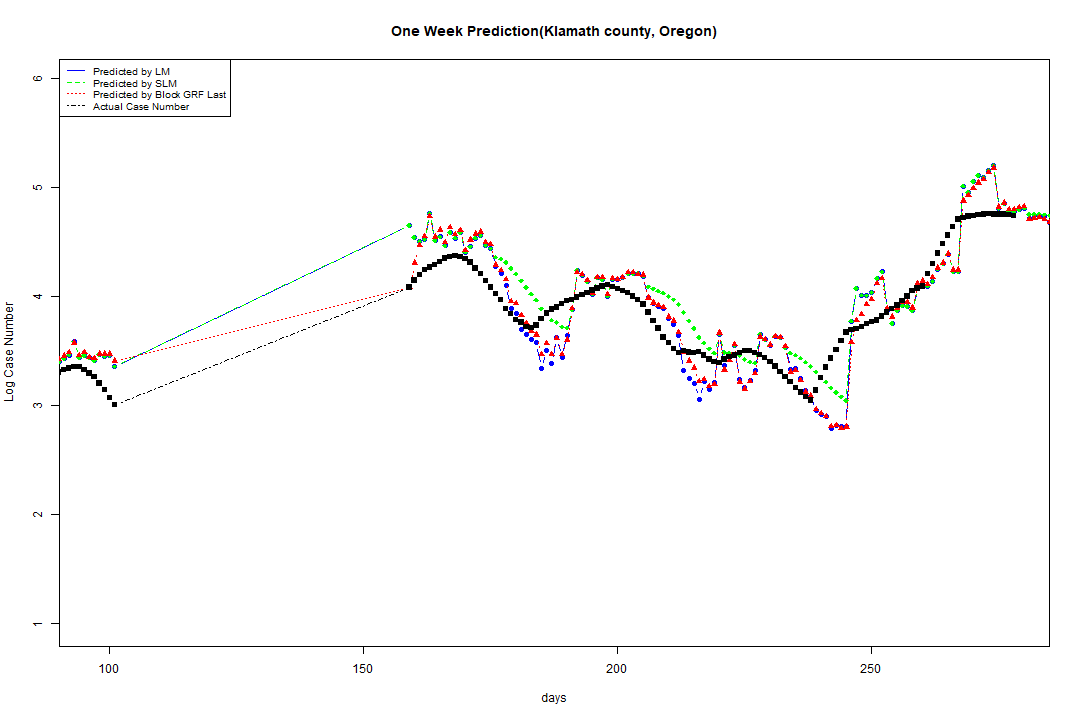 One Week Prediction(Klamath county, Oregon)
Predicted by LM
Predicted by SLM
Predicted by Block GRF Last
Actual Case Number
6
5
4
3
2
1
Log Case Number
100 150 200 250
days